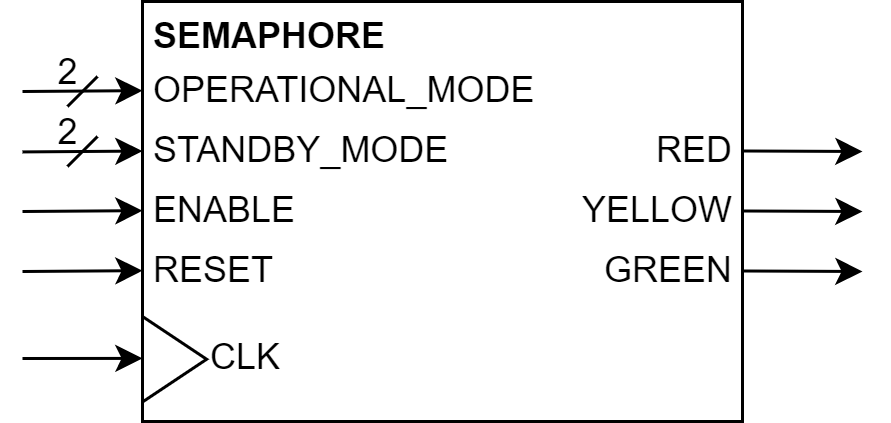 SEMAPHORE
2
OPERATIONAL_MODE
2
STANDBY_MODE
RED
ENABLE
YELLOW
RESET
GREEN
CLK